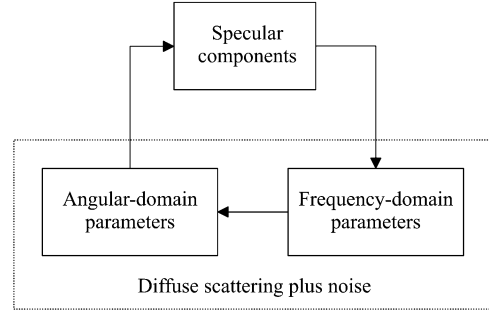 Specular
components
Angular-domain
parameters
Frequency-domain
parameters
Diffuse scattering plus noise